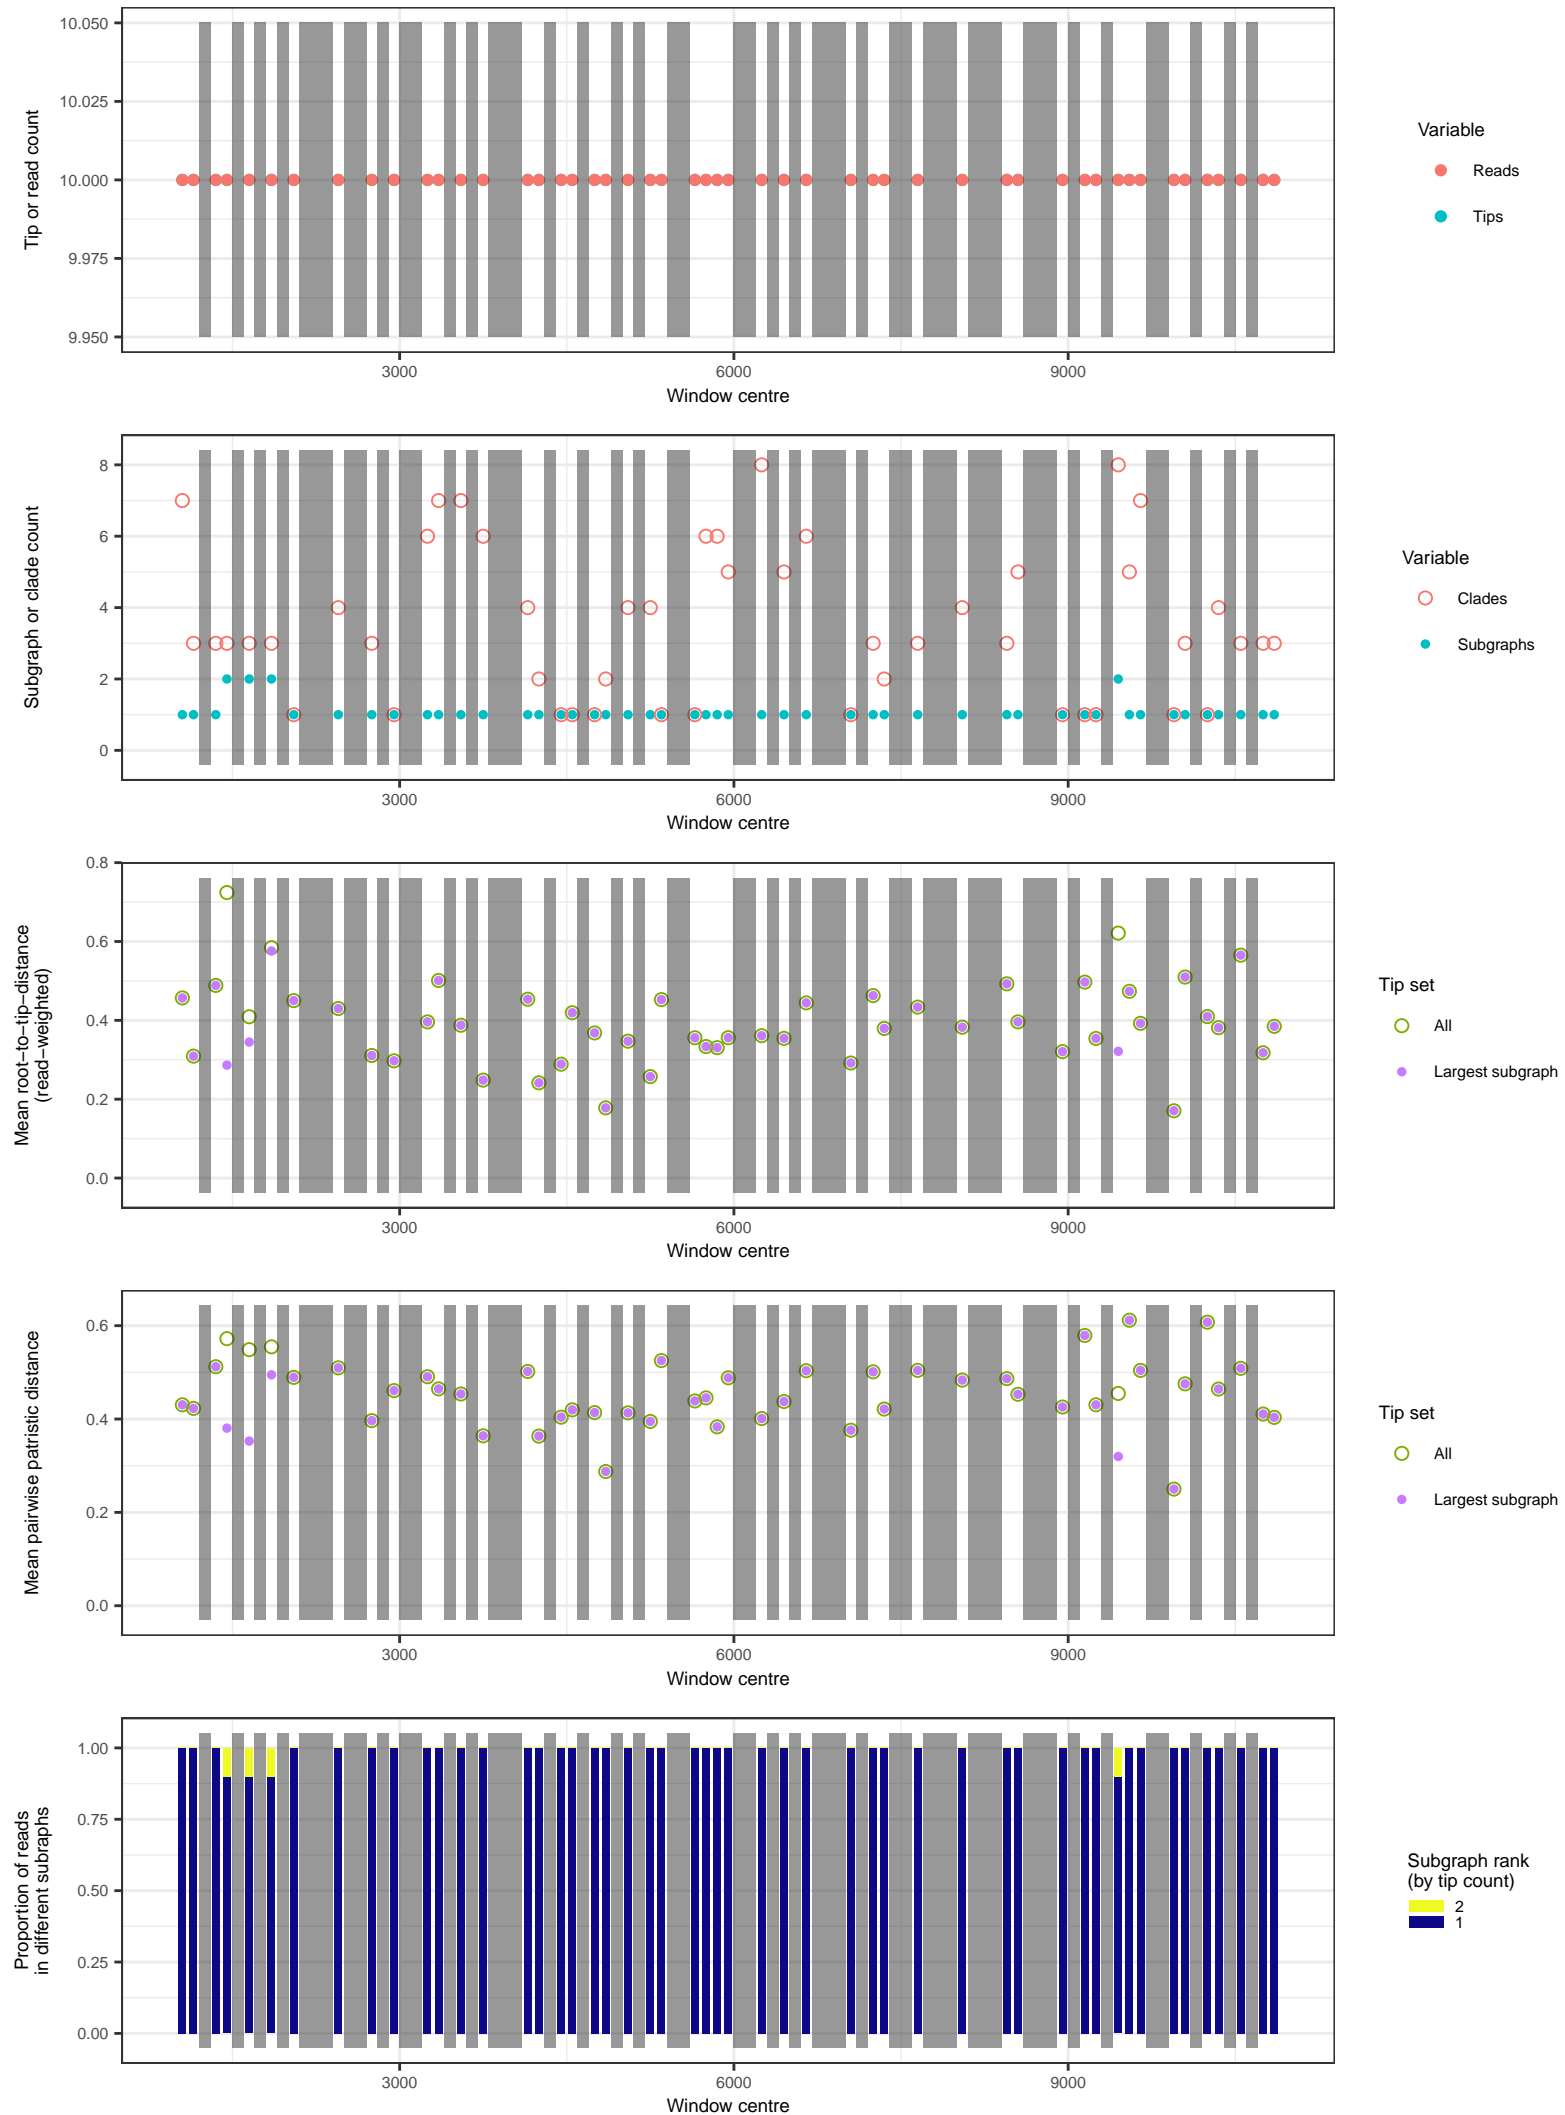 10.050
10.025
10.000
9.975
9.950
Tip or read count
3000
6000
9000
Window centre
Variable
Reads
Tips
8
6
4
2
0
Subgraph or clade count
3000
6000
9000
Window centre
Variable
Clades
Subgraphs
0.8
0.6
0.4
0.2
0.0
Mean root−to−tip−distance
(read−weighted)
3000
6000
9000
Window centre
Tip set
All
Largest subgraph
0.6
0.4
0.2
0.0
Mean pairwise patristic distance
3000
6000
9000
Window centre
Tip set
All
Largest subgraph
1.00
0.75
0.50
0.25
0.00
Proportion of reads
in different subraphs
3000
6000
9000
Window centre
Subgraph rank
(by tip count)
2
1